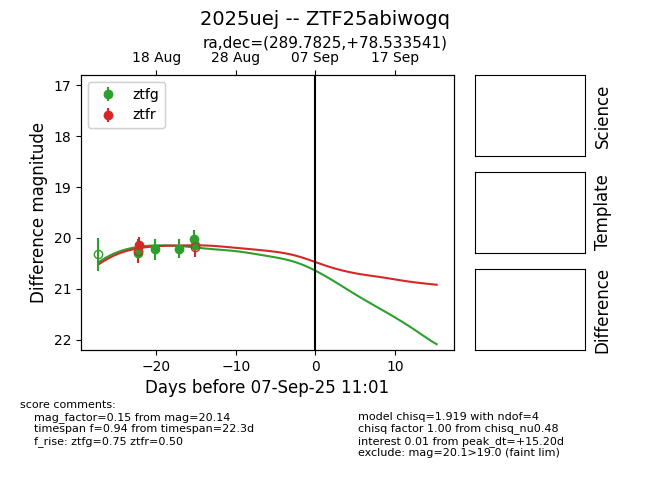 2025uej -- ZTF25abiwogq
ra,dec=(289.7825,+78.533541)
18 Aug 28 Aug 07 Sep 17 Sep
ztfg
ztfr
17
18
19
20
21
22
Difference magnitude
−20 −10 0 10
Days before 07-Sep-25 11:01
Science
Template
Difference
score comments:
mag_factor=0.15 from mag=20.14
timespan f=0.94 from timespan=22.3d
f_rise: ztfg=0.75 ztfr=0.50
model chisq=1.919 with ndof=4
chisq factor 1.00 from chisq_nu0.48
interest 0.01 from peak_dt=+15.20d
exclude: mag=20.1>19.0 (faint lim)